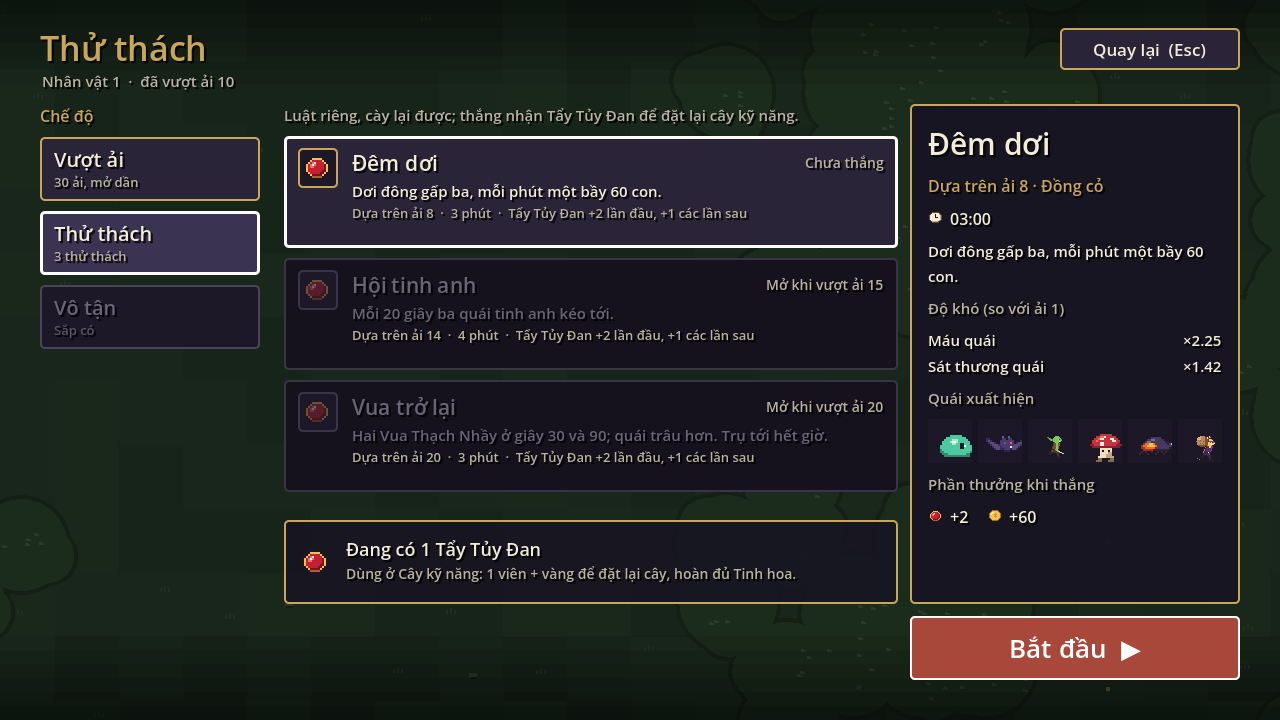 Thử thách
Nhân vật 1 · đã vượt ải 10
Quay lại (Esc)
Chế độ
Vượt ải
30 ải, mở dần
Thử thách
3 thử thách
Vô tận
Sắp có
Luật riêng, cày lại được; thắng nhận Tẩy Tủy Đan để đặt lại cây kỹ năng.
Đêm dơi
Chưa thắng
Dơi đông gấp ba, mỗi phút một bầy 60 con.
Dựa trên ải 8 · 3 phút · Tẩy Tủy Đan +2 lần đầu, +1 các lần sau
Hội tinh anh
Mở khi vượt ải 15
Mỗi 20 giây ba quái tinh anh kéo tới.
Dựa trên ải 14 · 4 phút · Tẩy Tủy Đan +2 lần đầu, +1 các lần sau
Vua trở lại
Mở khi vượt ải 20
Hai Vua Thạch Nhầy ở giây 30 và 90; quái trâu hơn. Trụ tới hết giờ.
Dựa trên ải 20 · 3 phút · Tẩy Tủy Đan +2 lần đầu, +1 các lần sau
Đang có 1 Tẩy Tủy Đan
Dùng ở Cây kỹ năng: 1 viên + vàng để đặt lại cây, hoàn đủ Tinh hoa.
Đêm dơi
Dựa trên ải 8 · Đồng cỏ
03:00
Dơi đông gấp ba, mỗi phút một bầy 60
con.
Độ khó (so với ải 1)
Máu quái ×2.25
Sát thương quái ×1.42
Quái xuất hiện
Phần thưởng khi thắng
+2 +60
Bắt đầu ▶